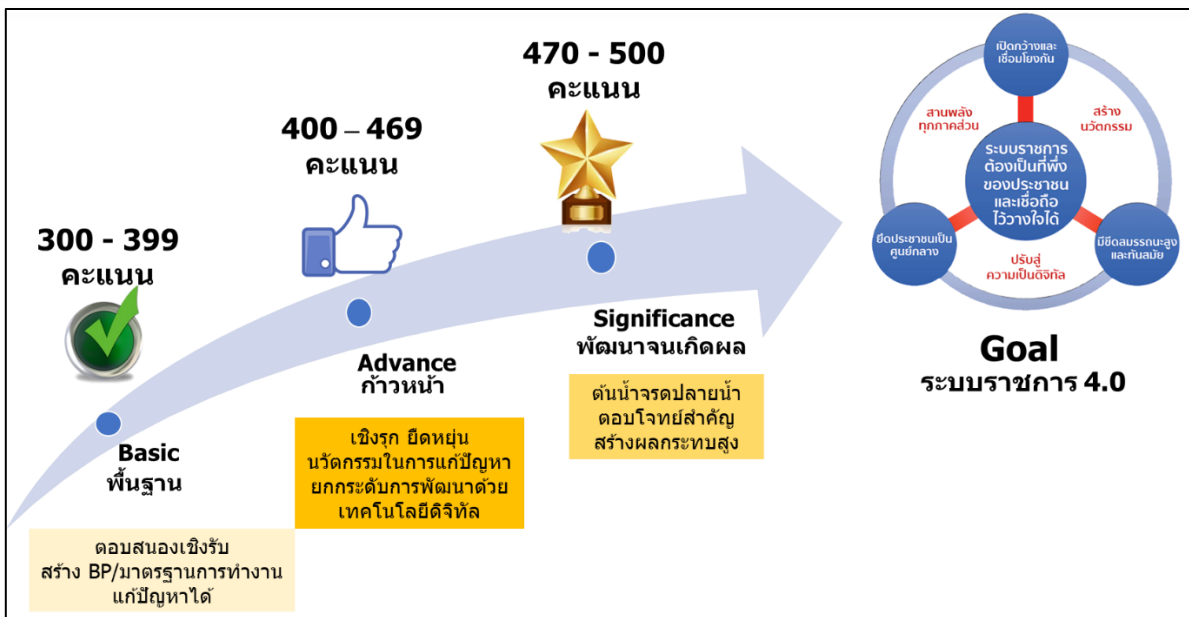 300 - 399
คะแนน
Basic
พื้นฐาน
ตอบสนองเชิงรับ
สร้าง BP/มาตรฐานการทำงาน
แก้ปัญหาได้
400 – 469
คะแนน
Advance
ก้าวหน้า
เชิงรุก ยืดหยุ่น
นวัตกรรมในการแก้ปัญหา
ยกระดับการพัฒนาด้วย
เทคโนโลยีดิจิทัล
470 - 500
คะแนน
Significance
พัฒนาจนเกิดผล
ต้นน้ำจรดปลายน้ำ
ตอบโจทย์สำคัญ
สร้างผลกระทบสูง
เปิดกว้างและ
เชื่อมโยงกัน
สานพลัง
ทุกภาคส่วน
สร้าง
นวัตกรรม
ระบบราชการ
ต้องเป็นที่พึ่ง
ของประชาชน
และเชื่อถือ
ไว้วางใจได้
ยึดประชาชนเป็น
ศูนย์กลาง
มีขีดสมรรถนะสูง
และทันสมัย
ปรับสู่
ความเป็นดิจิทัล
Goal
ระบบราชการ 4.0